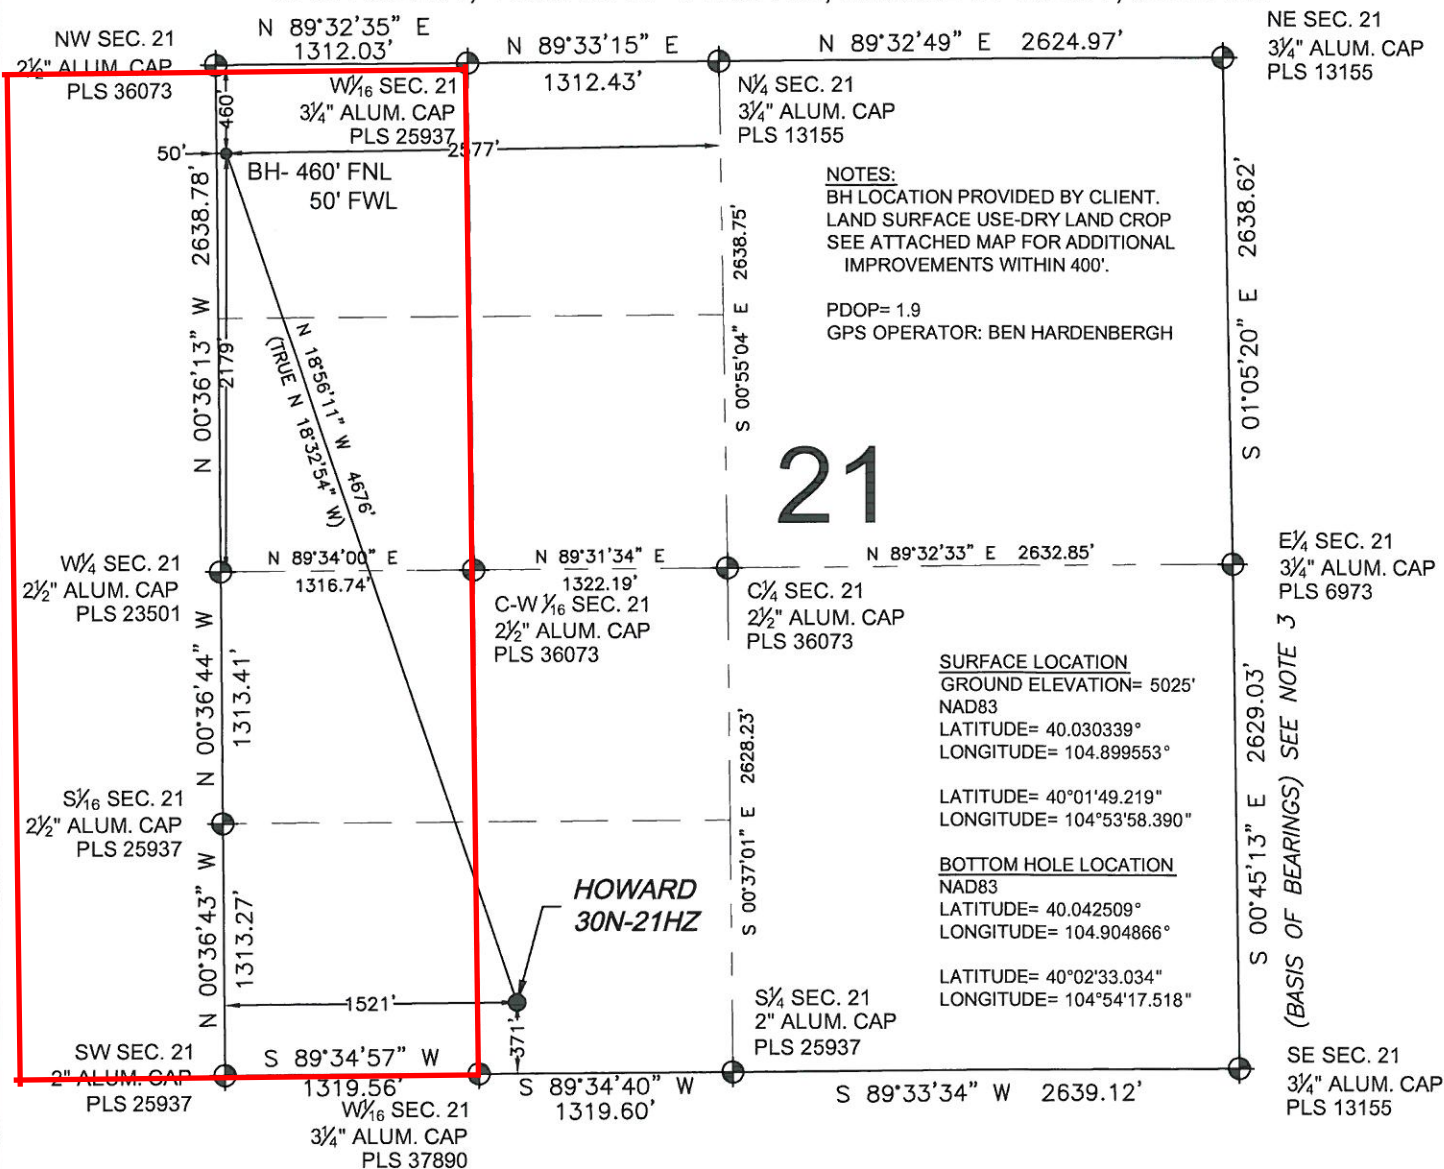 N 89°32'35" E
1312.03'
N 89°33'15" E
1312.43'
N 89°32'49" E 2624.97'
NE SEC. 21
3¼" ALUM. CAP
PLS 13155
NW SEC. 21
2½" ALUM. CAP
PLS 36073
W⅟16 SEC. 21
3¼" ALUM. CAP
PLS 25937
N¼ SEC. 21
3¼" ALUM. CAP
PLS 13155
460'
50'
2577'
BH- 460' FNL
50' FWL
NOTES:
BH LOCATION PROVIDED BY CLIENT.
LAND SURFACE USE-DRY LAND CROP
SEE ATTACHED MAP FOR ADDITIONAL
IMPROVEMENTS WITHIN 400'.
PDOP= 1.9
GPS OPERATOR: BEN HARDENBERGH
N 00°36'13" W 2638.78'
2179'
N 18°56'11" W 4676'
(TRUE N 18°32'54" W)
S 00°55'04" E 2638.75'
S 01°05'20" E 2638.62'
21
W¼ SEC. 21
2½" ALUM. CAP
PLS 23501
N 89°34'00" E
1316.74'
N 89°31'34" E
1322.19'
N 89°32'33" E 2632.85'
E¼ SEC. 21
3¼" ALUM. CAP
PLS 6973
C-W ⅟16 SEC. 21
2½" ALUM. CAP
PLS 36073
C¼ SEC. 21
2½" ALUM. CAP
PLS 36073
N 00°36'44" W
1313.41'
SURFACE LOCATION
GROUND ELEVATION= 5025'
NAD83
LATITUDE= 40.030339°
LONGITUDE= 104.899553°
LATITUDE= 40°01'49.219"
LONGITUDE= 104°53'58.390"
BOTTOM HOLE LOCATION
NAD83
LATITUDE= 40.042509°
LONGITUDE= 104.904866°
LATITUDE= 40°02'33.034"
LONGITUDE= 104°54'17.518"
S⅟16 SEC. 21
2½" ALUM. CAP
PLS 25937
S 00°37'01" E 2628.23'
S 00°45'13" E 2629.03'
(BASIS OF BEARINGS) SEE NOTE 3
HOWARD
30N-21HZ
N 00°36'43" W
1313.27'
1521'
371'
SW SEC. 21
2" ALUM. CAP
PLS 25937
S 89°34'57" W
1319.56'
W⅟16 SEC. 21
3¼" ALUM. CAP
PLS 37890
S 89°34'40" W
1319.60'
S¼ SEC. 21
2" ALUM. CAP
PLS 25937
S 89°33'34" W 2639.12'
SE SEC. 21
3¼" ALUM. CAP
PLS 13155